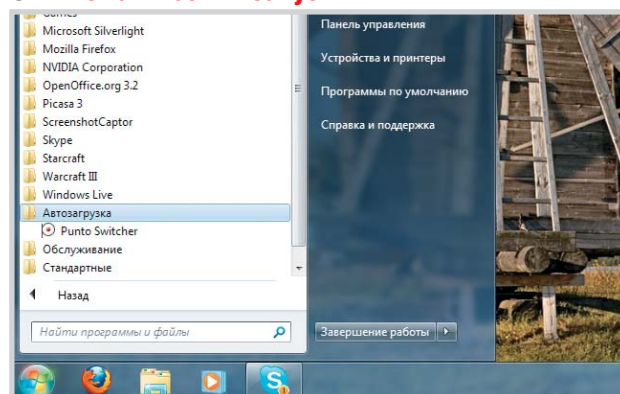 Games
Microsoft Silverlight
Mozilla Firefox
NVIDIA Corporation
OpenOffice.org 3.2
Picasa 3
ScreenshotCaptor
Skype
Starcraft
Warcraft III
Windows Live
Автозагрузка
Punto Switcher
Обслуживание
Стандартные
Назад
Найти программы и файлы
Панель управления
Устройства и принтеры
Программы по умолчанию
Справка и поддержка
Завершение работы